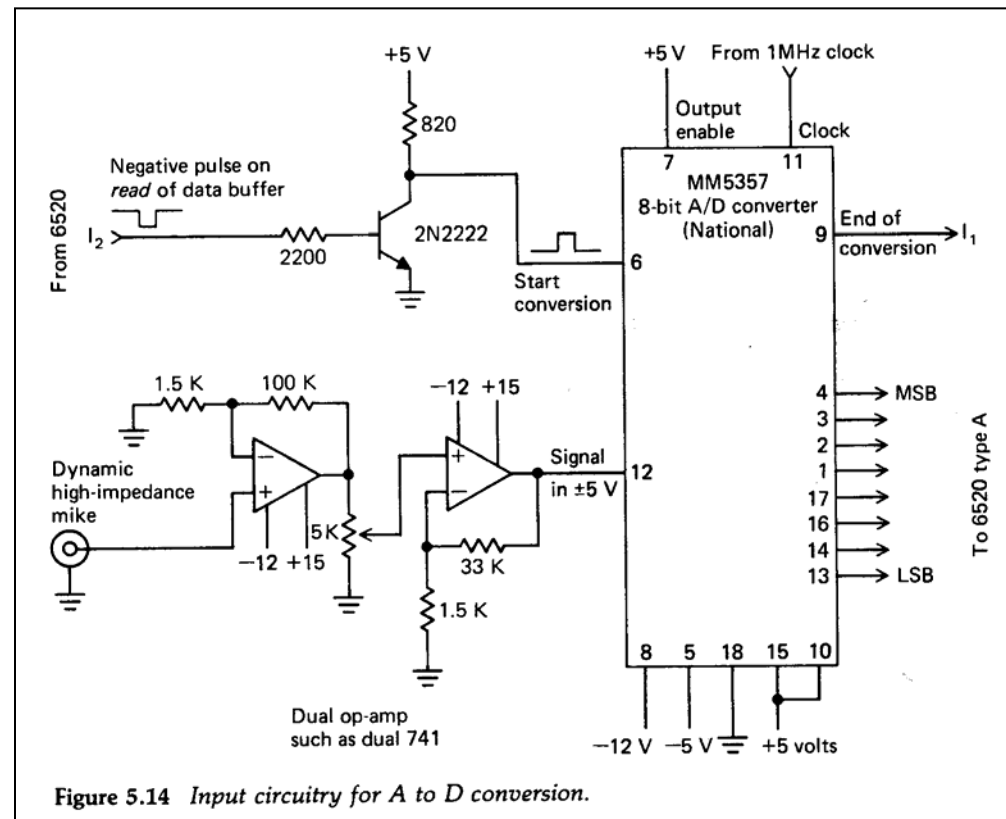 +5 V
From 1MHz clock
820
Output
enable
Clock
7
11
Negative pulse on
read of data buffer
MM5357
8-bit A/D converter
(National)
From 6520
I₂
2200
2N2222
6
Start
conversion
9
End of
conversion
I₁
+5 V
1.5 K
100 K
−12 +15
−
+
Dynamic
high-impedance
mike
−12 +15
5K
+
−
33 K
1.5 K
Signal
in ±5 V
12
4
MSB
3
2
1
17
16
14
13
LSB
To 6520 type A
8
5
18
15
10
−12 V
−5 V
+5 volts
Dual op-amp
such as dual 741
Figure 5.14 Input circuitry for A to D conversion.